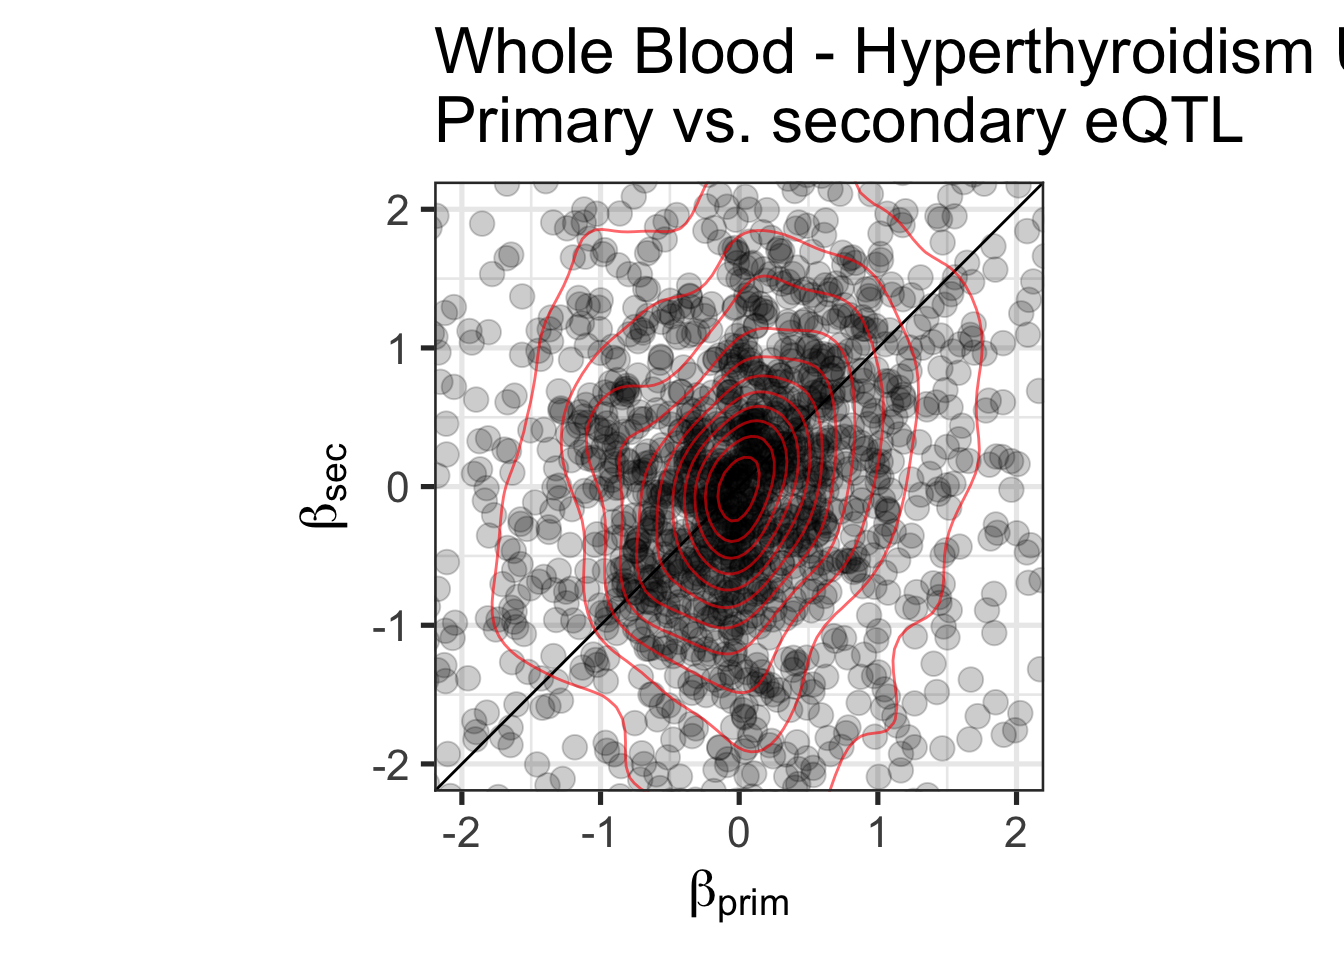 Whole Blood - Hyperthyroidism
Primary vs. secondary eQTL
2
1
0
-1
-2
βsec
-2 -1 0 1 2
βprim